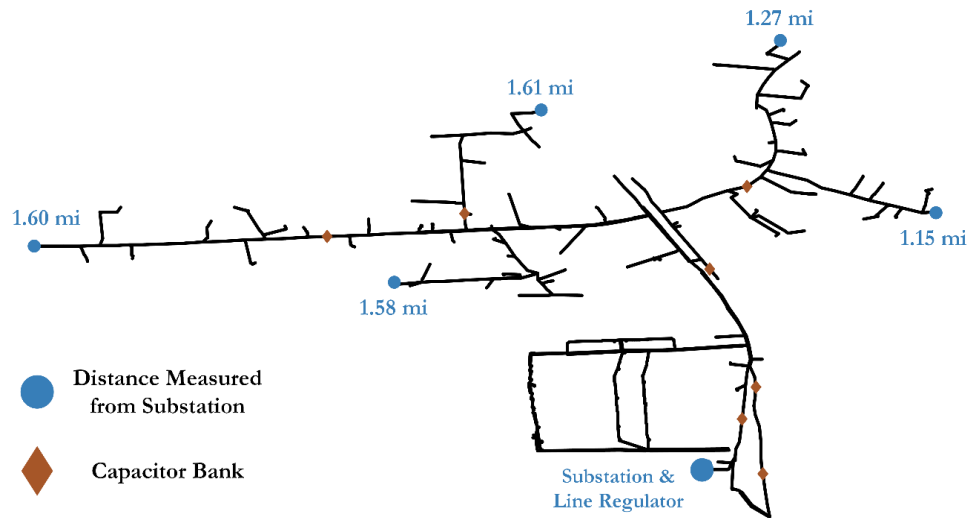 1.27 mi
1.61 mi
1.60 mi
1.15 mi
1.58 mi
Distance Measured
from Substation
Capacitor Bank
Substation &
Line Regulator